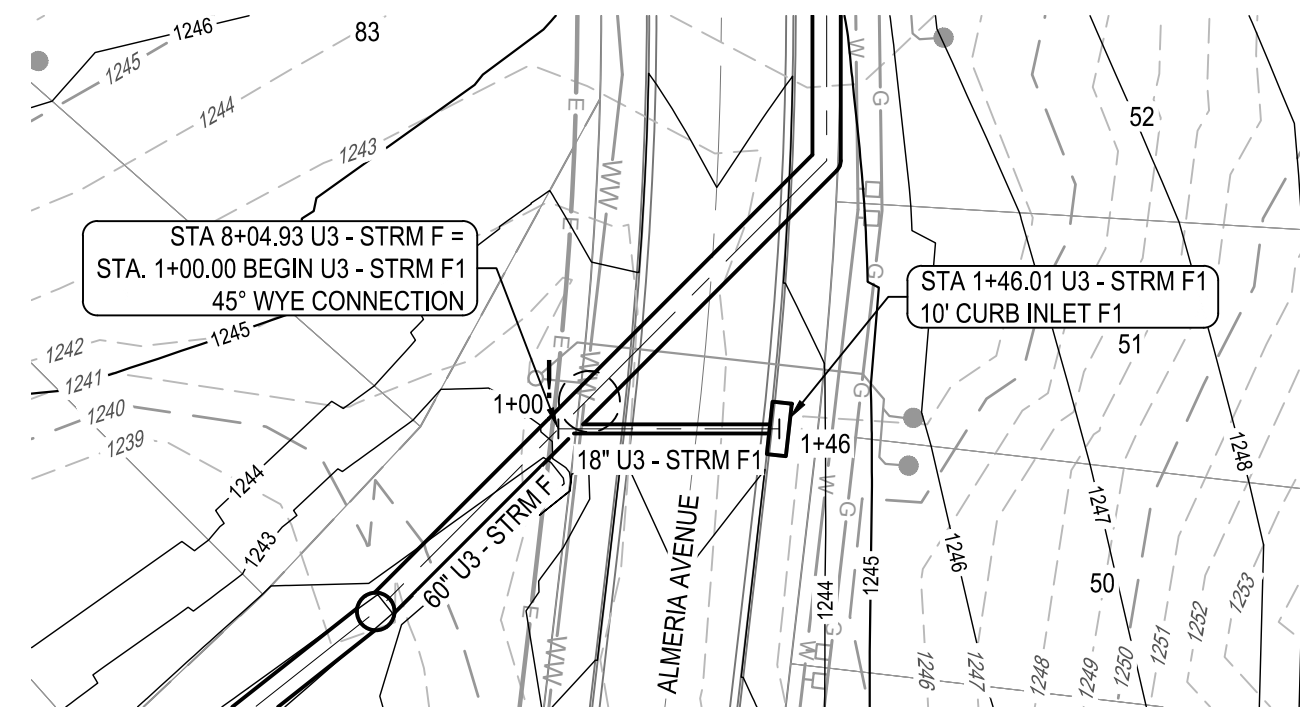 1246
83
1245
1244
1243
52
E
WW
W
G
STA 8+04.93 U3 - STRM F =
STA. 1+00.00 BEGIN U3 - STRM F1
45° WYE CONNECTION
STA 1+46.01 U3 - STRM F1
10' CURB INLET F1
51
1242
1245
1241
1240
1239
E
E
WW
G
G
1+00
1+46
18" U3 - STRM F1
60" U3 - STRM F
ALMERIA AVENUE
1244
1243
W
G
1248
1247
1246
1245
1244
50
E
WW
W
G
1246
1247
1248
1249
1250
1251
1252
1253